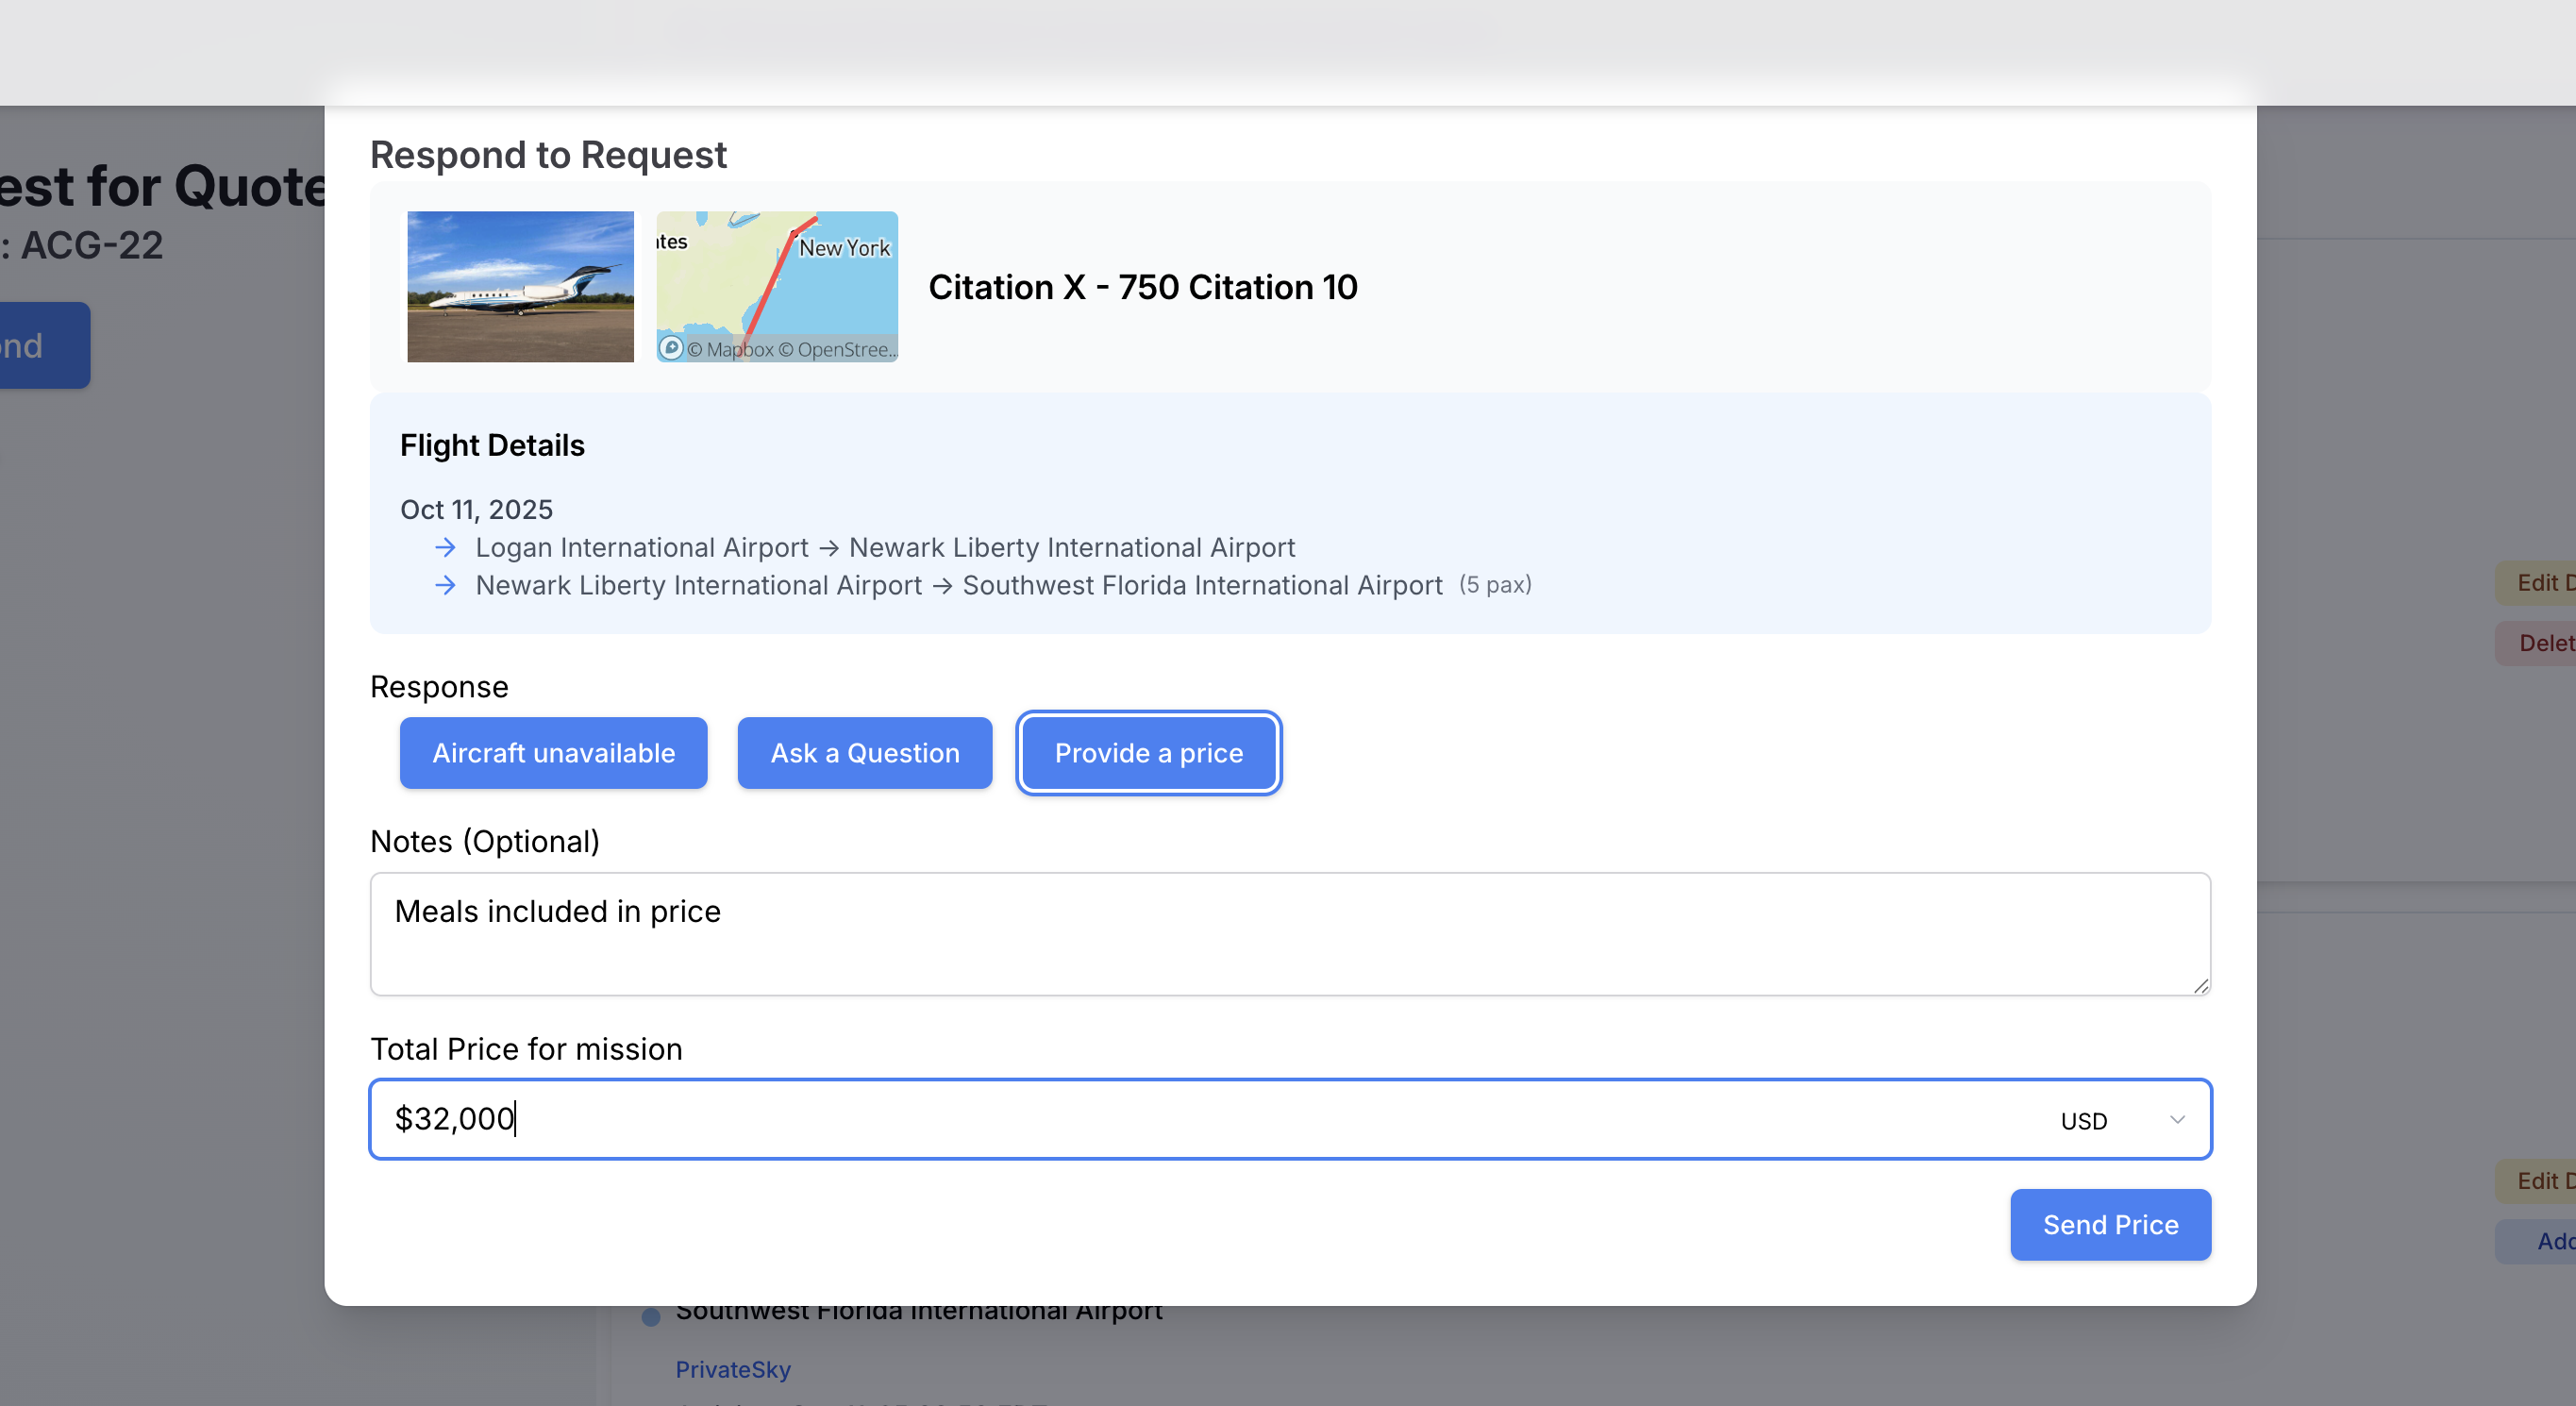 Respond to Request
est for Quote
: ACG-22
ond
ates
New York
© Mapbox © OpenStree...
Citation X - 750 Citation 10
Flight Details
Oct 11, 2025
→ Logan International Airport → Newark Liberty International Airport
→ Newark Liberty International Airport → Southwest Florida International Airport (5 pax)
Edit D
Delet
Response
Aircraft unavailable
Ask a Question
Provide a price
Notes (Optional)
Meals included in price
Total Price for mission
$32,000
USD
Edit D
Add
Send Price
Southwest Florida International Airport
PrivateSky